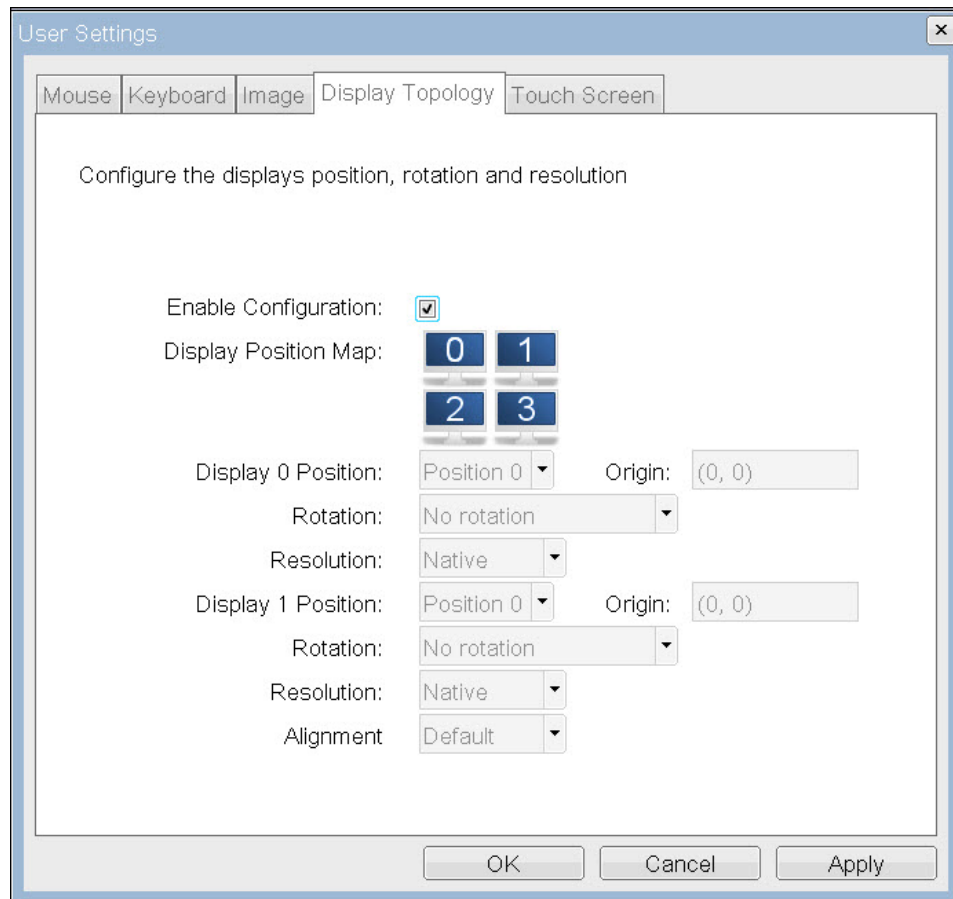 User Settings
Mouse Keyboard Image Display Topology Touch Screen
Configure the displays position, rotation and resolution
Enable Configuration:
Display Position Map: 0 1
2 3
Display 0 Position: Position 0 Origin: (0, 0)
Rotation: No rotation
Resolution: Native
Display 1 Position: Position 0 Origin: (0, 0)
Rotation: No rotation
Resolution: Native
Alignment Default
OK Cancel Apply